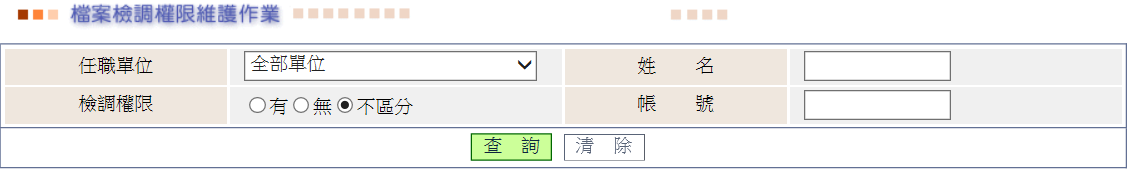 檔案檢調權限維護作業
任職單位 全部單位 姓 名
檢調權限 有 無 不區分 帳 號
查 詢 清 除